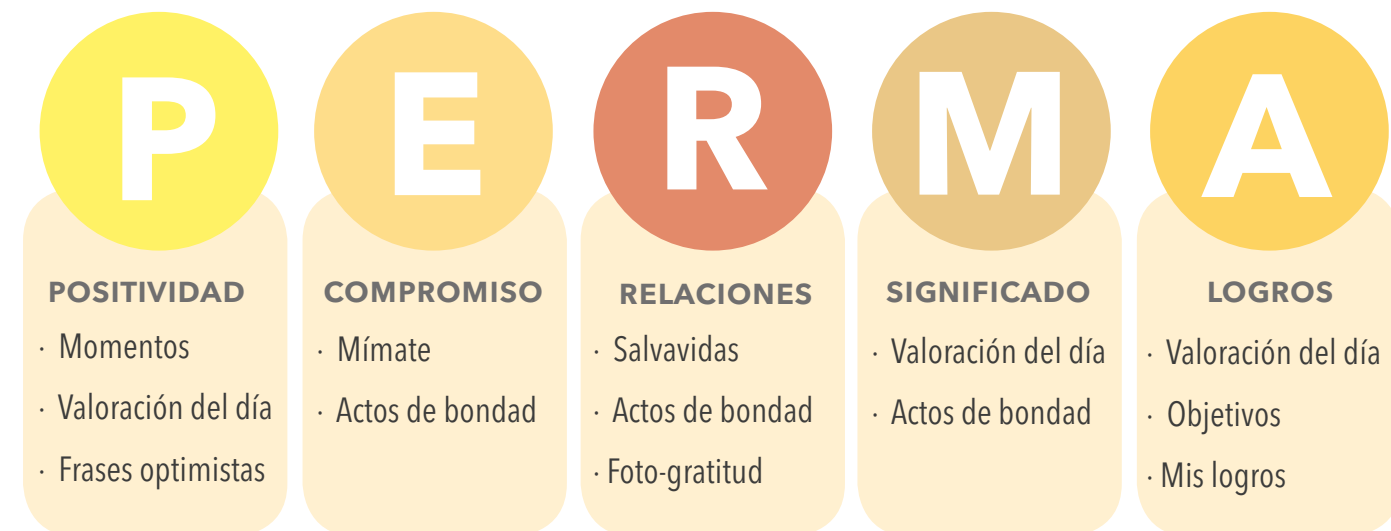 P
POSITIVIDAD
· Momentos
· Valoración del día
· Frases optimistas
E
COMPROMISO
· Mímate
· Actos de bondad
R
RELACIONES
· Salvavidas
· Actos de bondad
· Foto-gratitud
M
SIGNIFICADO
· Valoración del día
· Actos de bondad
A
LOGROS
· Valoración del día
· Objetivos
· Mis logros